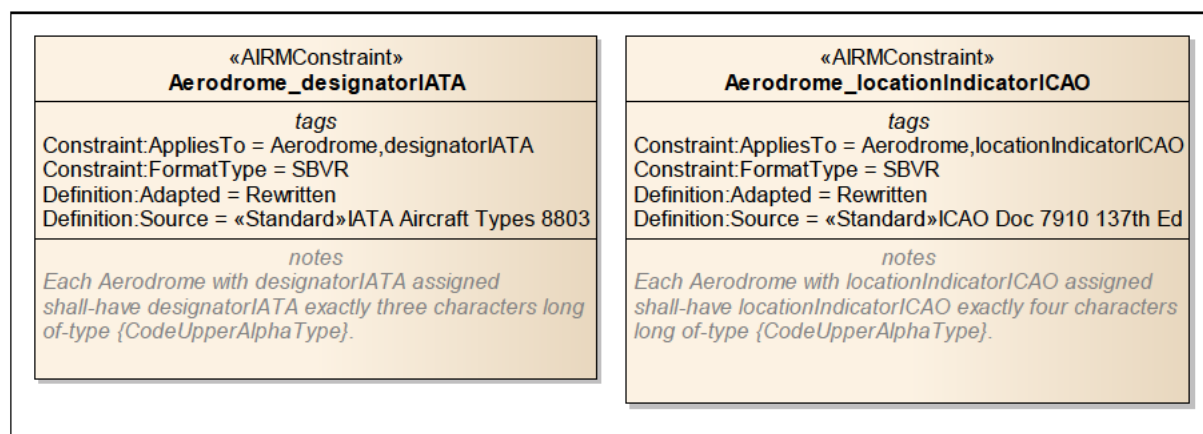 «AIRMConstraint»
Aerodrome_designatorIATA
tags
Constraint:AppliesTo = Aerodrome,designatorIATA
Constraint:FormatType = SBVR
Definition:Adapted = Rewritten
Definition:Source = «Standard»IATA Aircraft Types 8803
notes
Each Aerodrome with designatorIATA assigned
shall-have designatorIATA exactly three characters long
of-type {CodeUpperAlphaType}.
«AIRMConstraint»
Aerodrome_locationIndicatorICAO
tags
Constraint:AppliesTo = Aerodrome,locationIndicatorICAO
Constraint:FormatType = SBVR
Definition:Adapted = Rewritten
Definition:Source = «Standard»ICAO Doc 7910 137th Ed
notes
Each Aerodrome with locationIndicatorICAO assigned
shall-have locationIndicatorICAO exactly four characters
long of-type {CodeUpperAlphaType}.